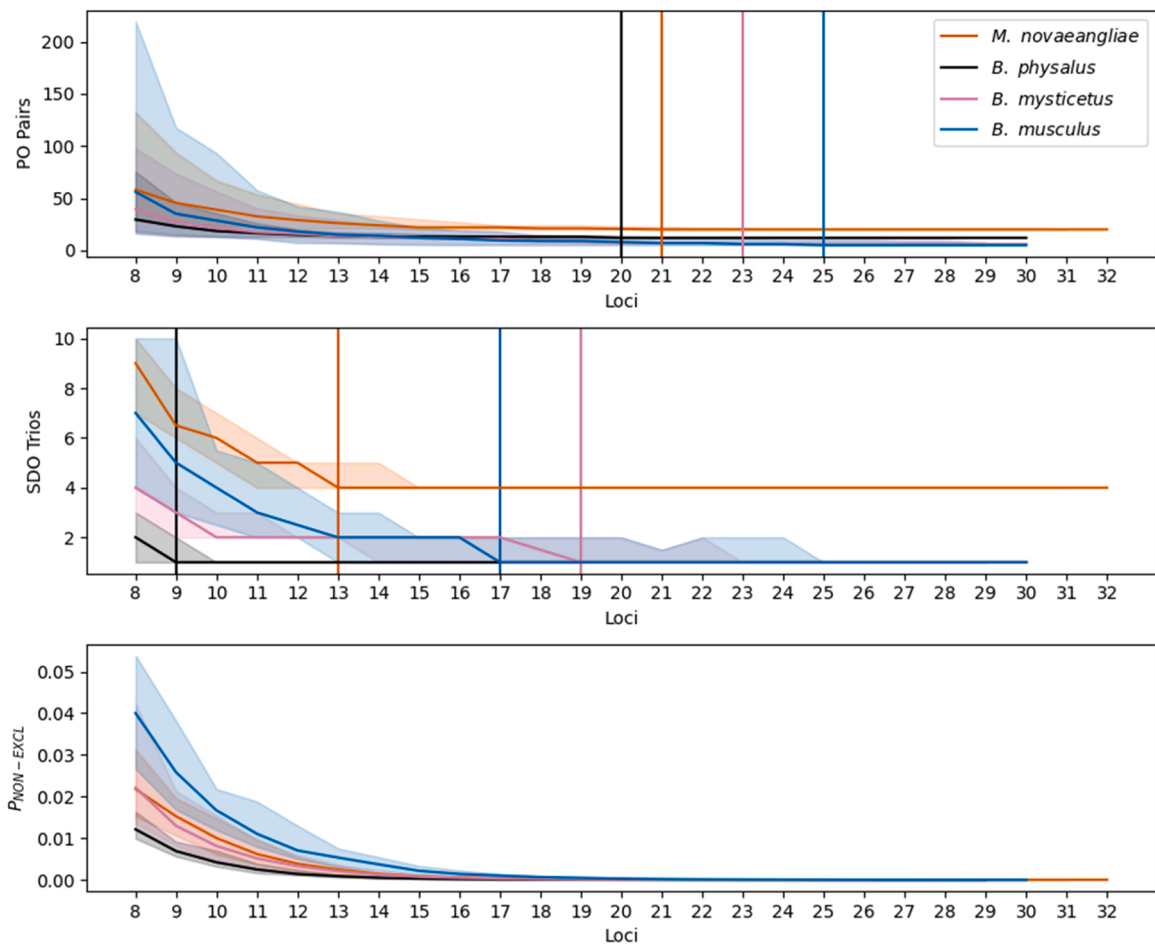 200
150
100
50
0
PO Pairs
M. novaeangliae
B. physalus
B. mysticetus
B. musculus
8 9 10 11 12 13 14 15 16 17 18 19 20 21 22 23 24 25 26 27 28 29 30 31 32
Loci
10
8
6
4
2
SDO Trios
8 9 10 11 12 13 14 15 16 17 18 19 20 21 22 23 24 25 26 27 28 29 30 31 32
Loci
0.05
0.04
0.03
0.02
0.01
0.00
P_NON−EXCL
8 9 10 11 12 13 14 15 16 17 18 19 20 21 22 23 24 25 26 27 28 29 30 31 32
Loci